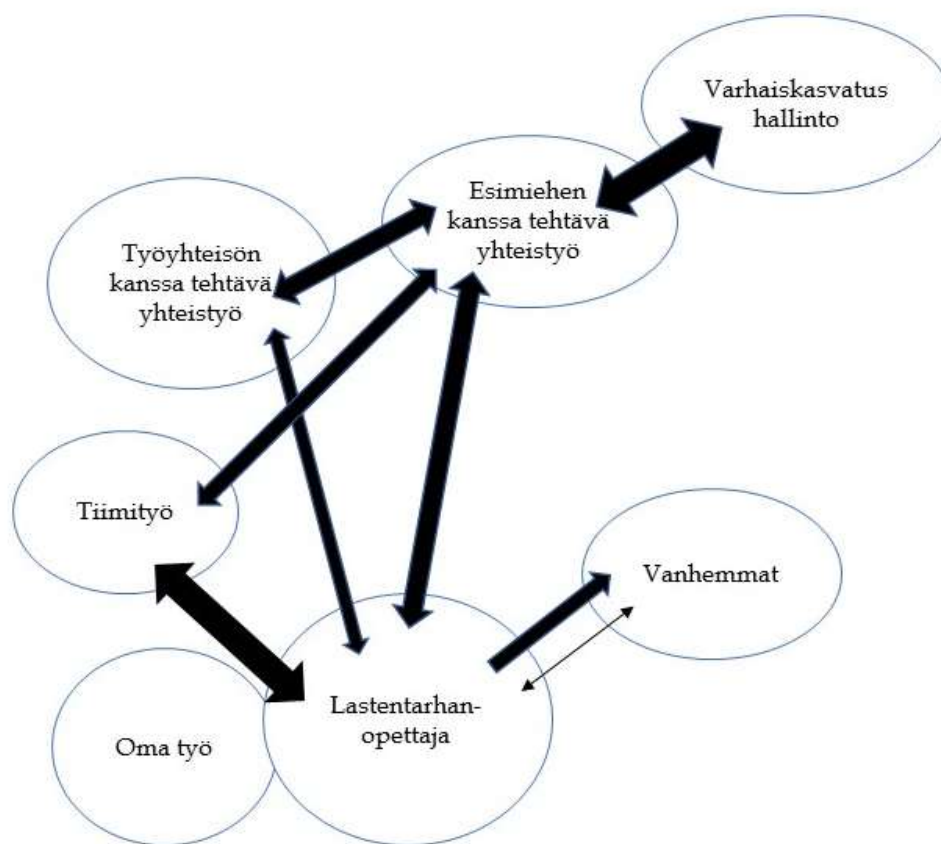 Varhaiskasvatus
hallinto
Esimiehen
kanssa tehtävä
yhteistyö
Työyhteisön
kanssa tehtävä
yhteistyö
Tiimityö
Vanhemmat
Lastentarhan-
opettaja
Oma työ